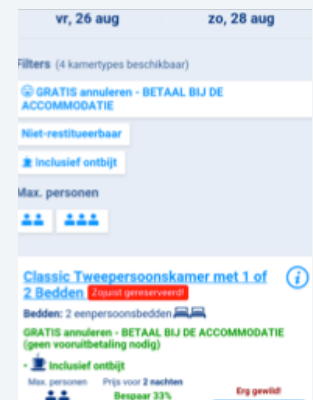 vr, 26 aug zo, 28 aug
Filters (4 kamertypes beschikbaar)
GRATIS annuleren - BETAAL BIJ DE
ACCOMMODATIE
Niet-restitueerbaar
Inclusief ontbijt
Max. personen
Classic Tweepersoonskamer met 1 of
2 Bedden Zojuist gereserveerd!
Bedden: 2 eenpersoonsbedden
GRATIS annuleren - BETAAL BIJ DE ACCOMMODATIE
(geen vooruitbetaling nodig)
• Inclusief ontbijt
Max. personen Prijs voor 2 nachten
Bespaar 33% Erg gewild!